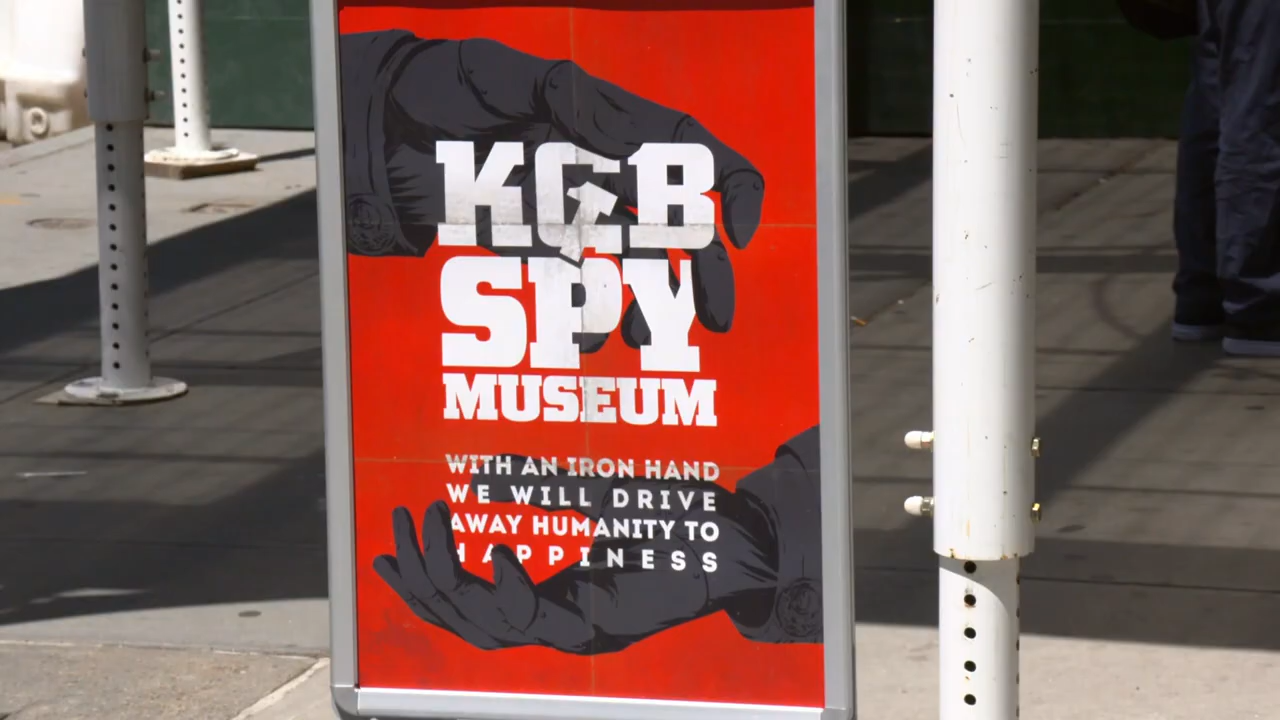 KGB
SPY
MUSEUM
WITH AN IRON HAND
WE WILL DRIVE
AWAY HUMANITY TO
HAPPINESS